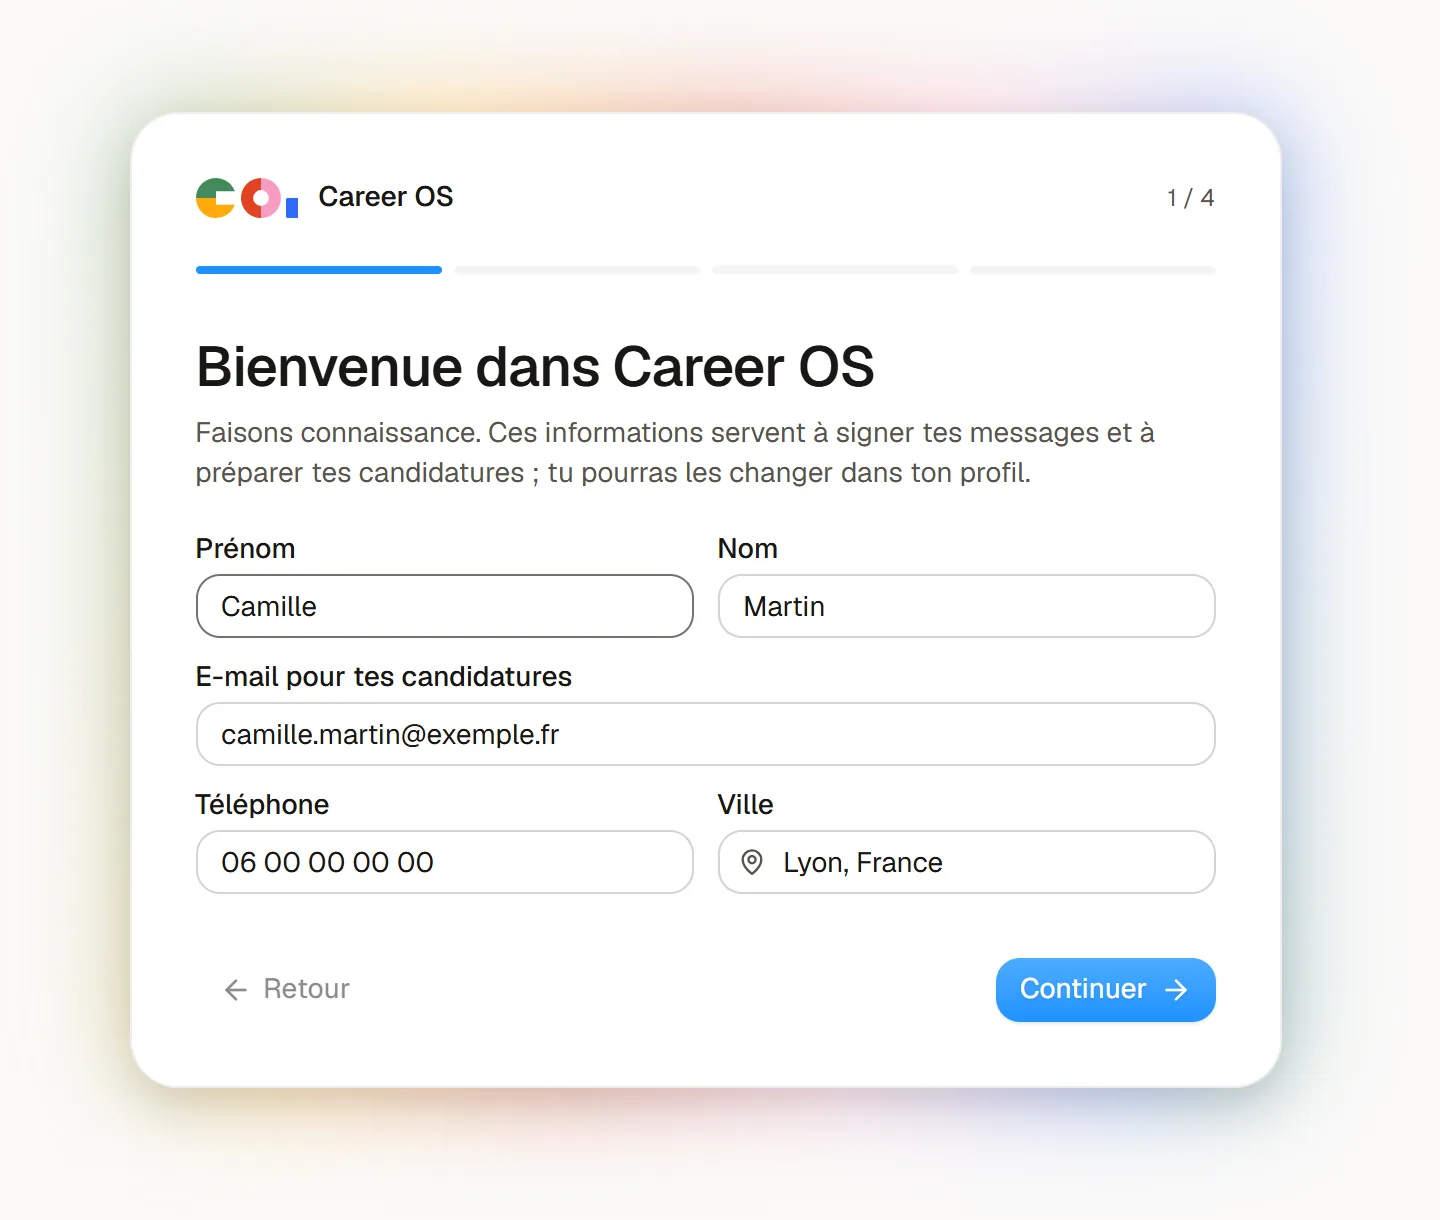 Career OS
1 / 4
Bienvenue dans Career OS
Faisons connaissance. Ces informations servent à signer tes messages et à
préparer tes candidatures ; tu pourras les changer dans ton profil.
Prénom
Nom
Camille
Martin
E-mail pour tes candidatures
camille.martin@exemple.fr
Téléphone
Ville
06 00 00 00 00
Lyon, France
Retour
Continuer